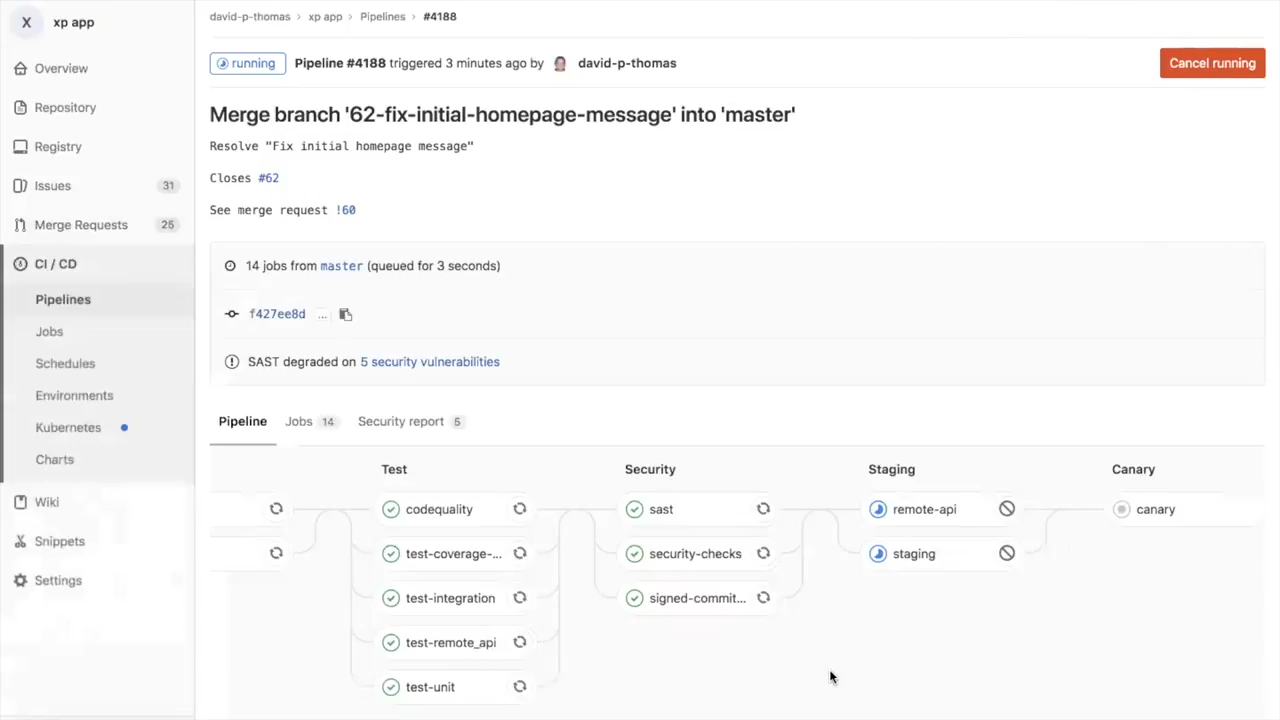 X xp app
Overview
Repository
Registry
Issues 31
Merge Requests 25
CI / CD
Pipelines
Jobs
Schedules
Environments
Kubernetes
Charts
Wiki
Snippets
Settings
david-p-thomas › xp app › Pipelines › #4188
running Pipeline #4188 triggered 3 minutes ago by david-p-thomas Cancel running
Merge branch '62-fix-initial-homepage-message' into 'master'
Resolve "Fix initial homepage message"
Closes #62
See merge request !60
14 jobs from master (queued for 3 seconds)
f427ee8d ...
SAST degraded on 5 security vulnerabilities
Pipeline Jobs 14 Security report 5
Test
codequality
test-coverage-...
test-integration
test-remote_api
test-unit
Security
sast
security-checks
signed-commit...
Staging
remote-api
staging
Canary
canary